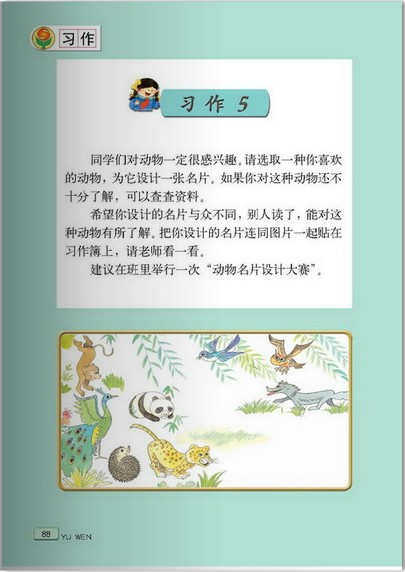 习作
习作5
同学们对动物一定很感兴趣。请选取一种你喜欢
的动物，为它设计一张名片。如果你对这种动物还不
十分了解，可以查查资料。
希望你设计的名片与众不同，别人读了，能对这
种动物有所了解。把你设计的名片连同图片一起贴在
习作簿上，请老师看一看。
建议在班里举行一次“动物名片设计大赛”。
88 YU WEN